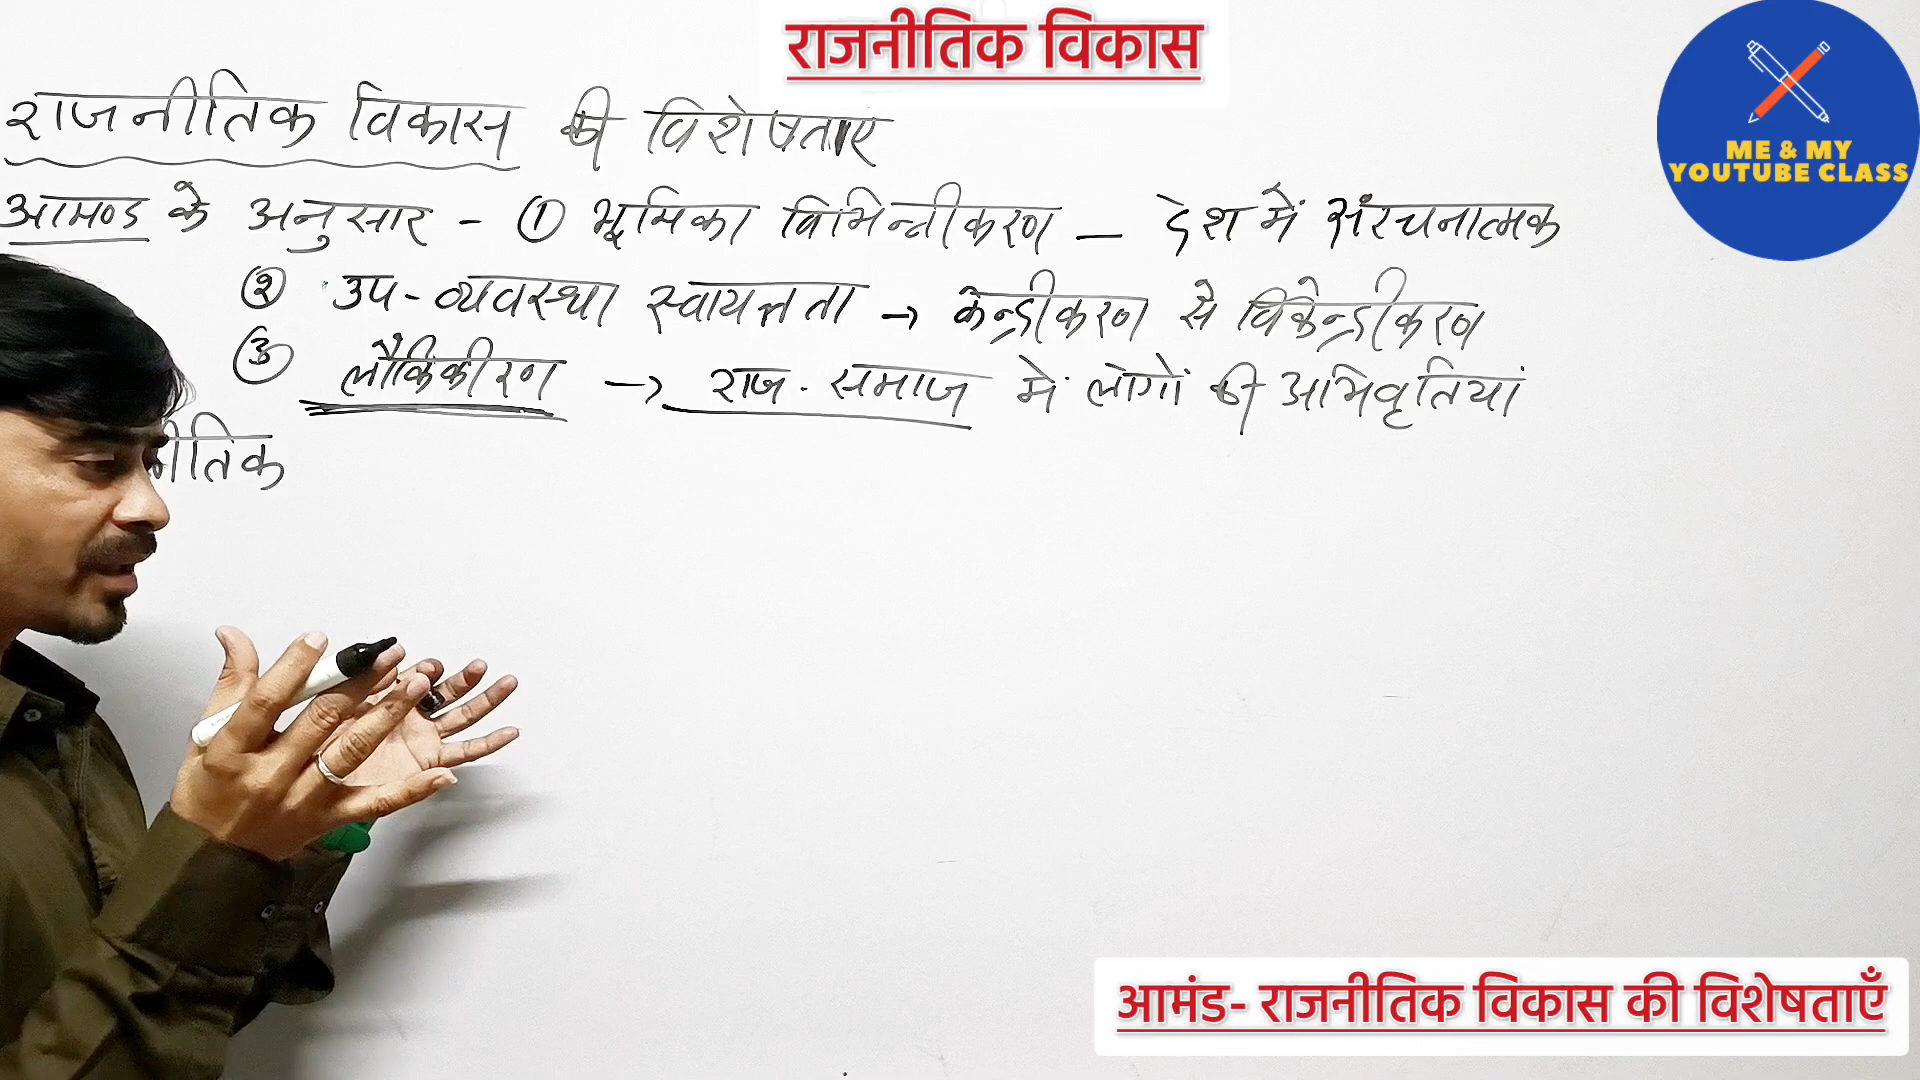 राजनीतिक विकास
राजनीतिक विकास की विशेषताए
आमण्ड के अनुसार - ① भूमिका विभिन्नीकरण – देश में संरचनात्मक
② उप-व्यवस्था स्वायत्तता → केन्द्रीकरण से विकेन्द्रीकरण
③ लौकिकीरण → राज. समाज में लोगों की अभिवृतियां
नीतिक
ME & MY
YOUTUBE CLASS
आमंड- राजनीतिक विकास की विशेषताएँ